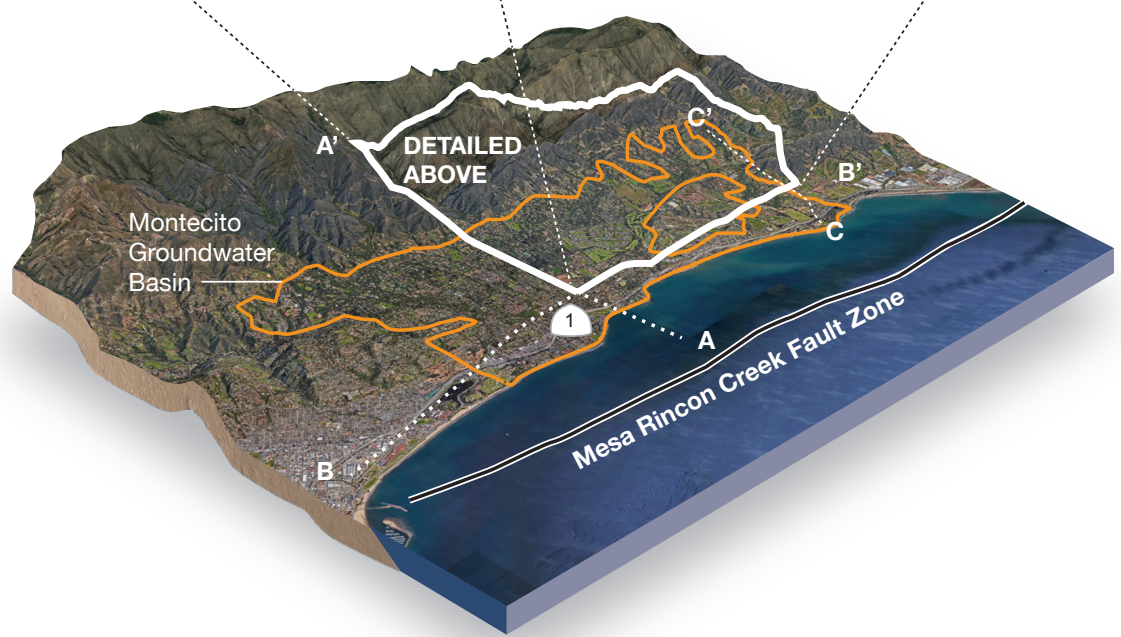 C’
A’
DETAILED
ABOVE
B’
Montecito
Groundwater
Basin
C
1
A
Mesa Rincon Creek Fault Zone
B